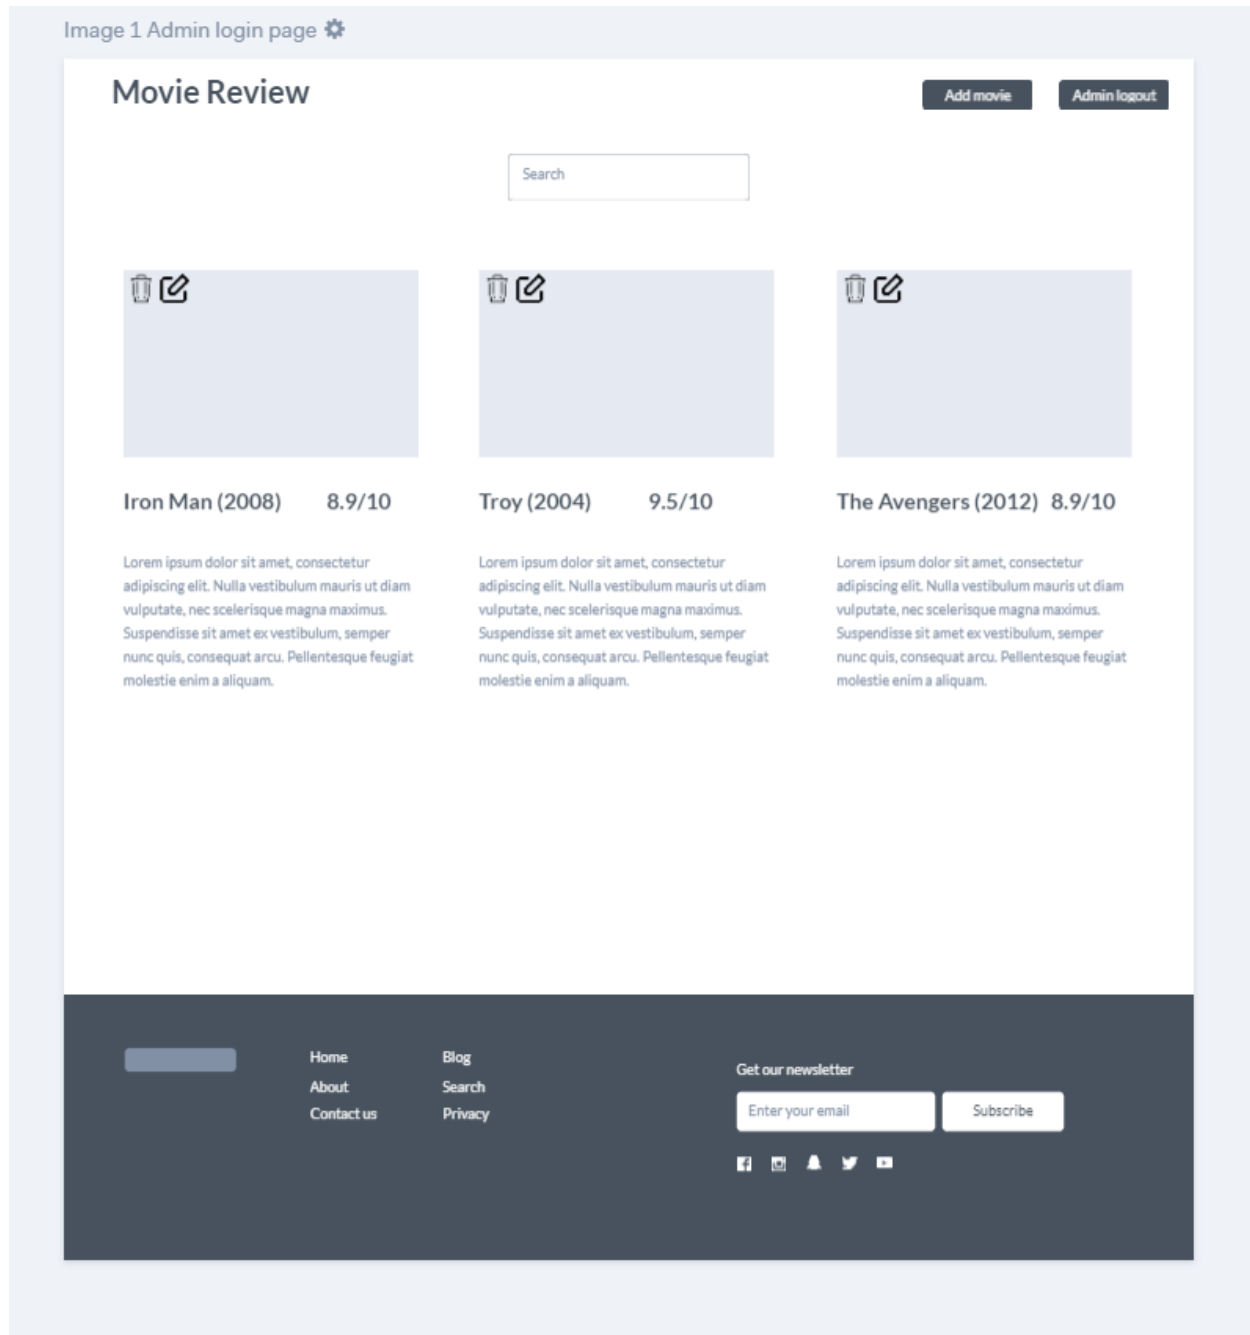 Image 1 Admin login page
Movie Review
Add movie
Admin logout
Search
Iron Man (2008) 8.9/10
Lorem ipsum dolor sit amet, consectetur
adipiscing elit. Nulla vestibulum mauris ut diam
vulputate, nec scelerisque magna maximus.
Suspendisse sit amet ex vestibulum, semper
nunc quis, consequat arcu. Pellentesque feugiat
molestie enim a aliquam.
Troy (2004) 9.5/10
Lorem ipsum dolor sit amet, consectetur
adipiscing elit. Nulla vestibulum mauris ut diam
vulputate, nec scelerisque magna maximus.
Suspendisse sit amet ex vestibulum, semper
nunc quis, consequat arcu. Pellentesque feugiat
molestie enim a aliquam.
The Avengers (2012) 8.9/10
Lorem ipsum dolor sit amet, consectetur
adipiscing elit. Nulla vestibulum mauris ut diam
vulputate, nec scelerisque magna maximus.
Suspendisse sit amet ex vestibulum, semper
nunc quis, consequat arcu. Pellentesque feugiat
molestie enim a aliquam.
Home
About
Contact us
Blog
Search
Privacy
Get our newsletter
Enter your email
Subscribe